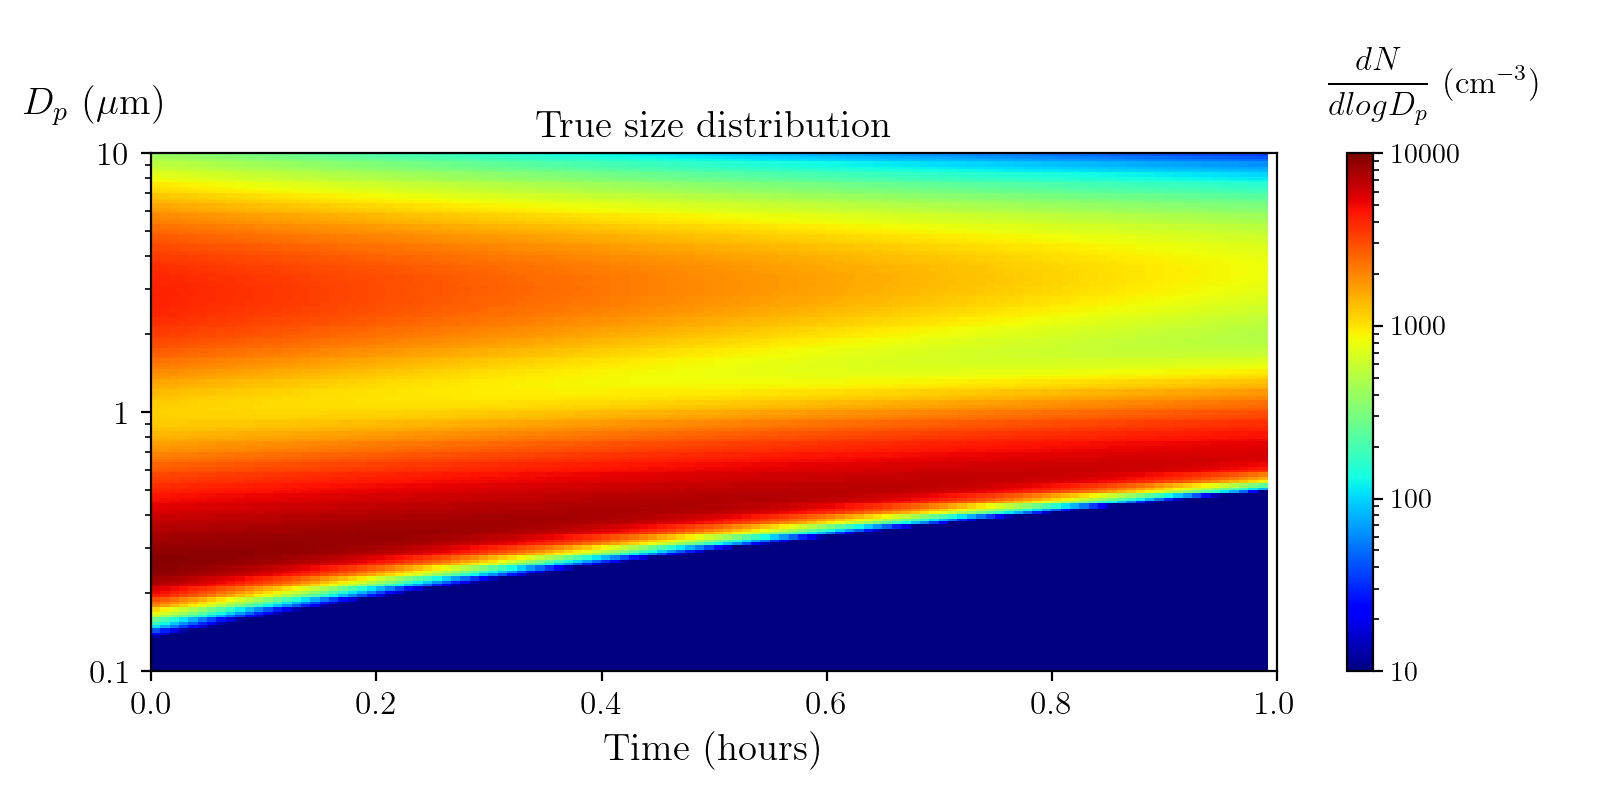 dN
dlogD_p (cm^{-3})
D_p (μm)
True size distribution
10
1
0.1
0.0 0.2 0.4 0.6 0.8 1.0
Time (hours)
10000
1000
100
10